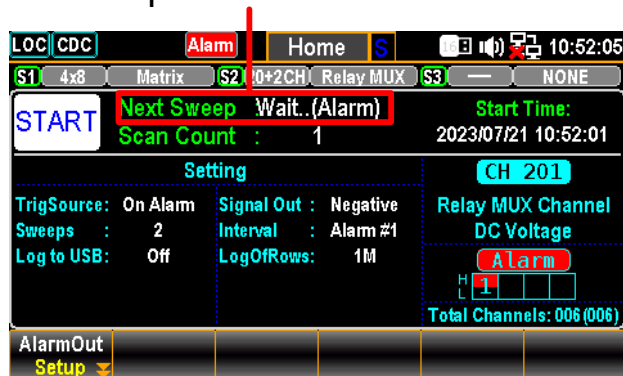 LOC CDC Alarm Home S 10:52:05
S1 4x8 Matrix S2 20+2CH Relay MUX S3 — NONE
START
Next Sweep : Wait..(Alarm)
Scan Count : 1
Start Time:
2023/07/21 10:52:01
Setting
TrigSource: On Alarm Signal Out : Negative
Sweeps : 2 Interval : Alarm #1
Log to USB: Off LogOfRows: 1M
CH 201
Relay MUX Channel
DC Voltage
Alarm
H 1
L
Total Channels: 006(006)
AlarmOut
Setup